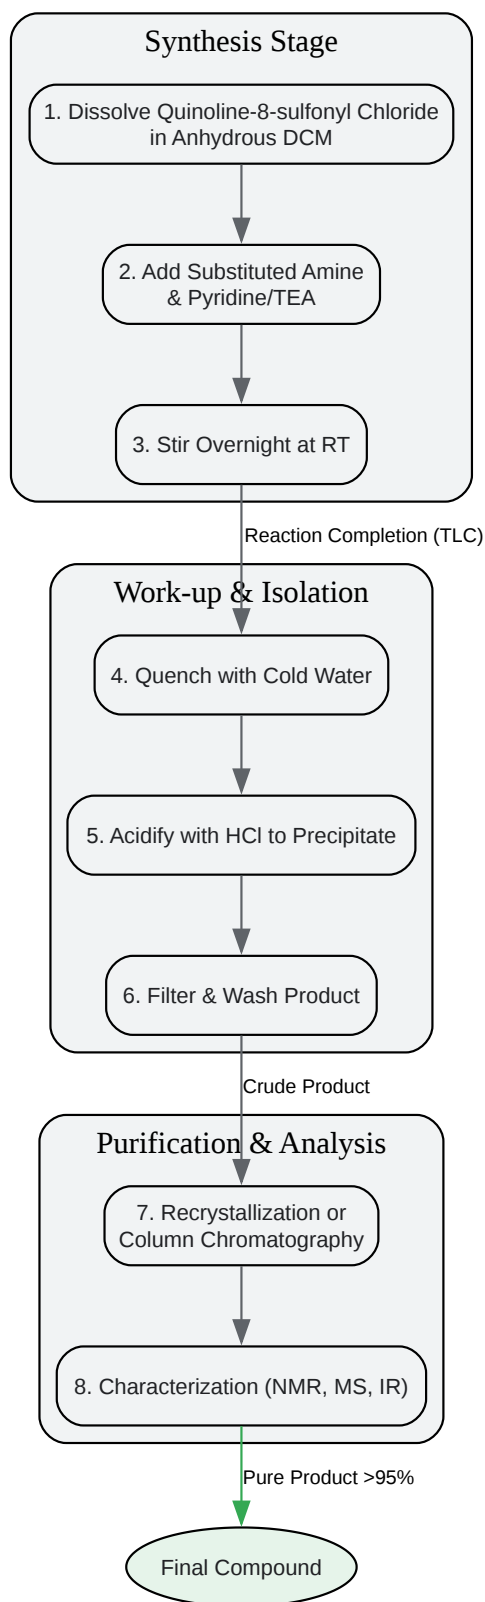 Synthesis Stage
1. Dissolve Quinoline-8-sulfonyl Chloride
in Anhydrous DCM
2. Add Substituted Amine
& Pyridine/TEA
3. Stir Overnight at RT
Reaction Completion (TLC)
Work-up & Isolation
4. Quench with Cold Water
5. Acidify with HCl to Precipitate
6. Filter & Wash Product
Crude Product
Purification & Analysis
7. Recrystallization or
Column Chromatography
8. Characterization (NMR, MS, IR)
Pure Product >95%
Final Compound